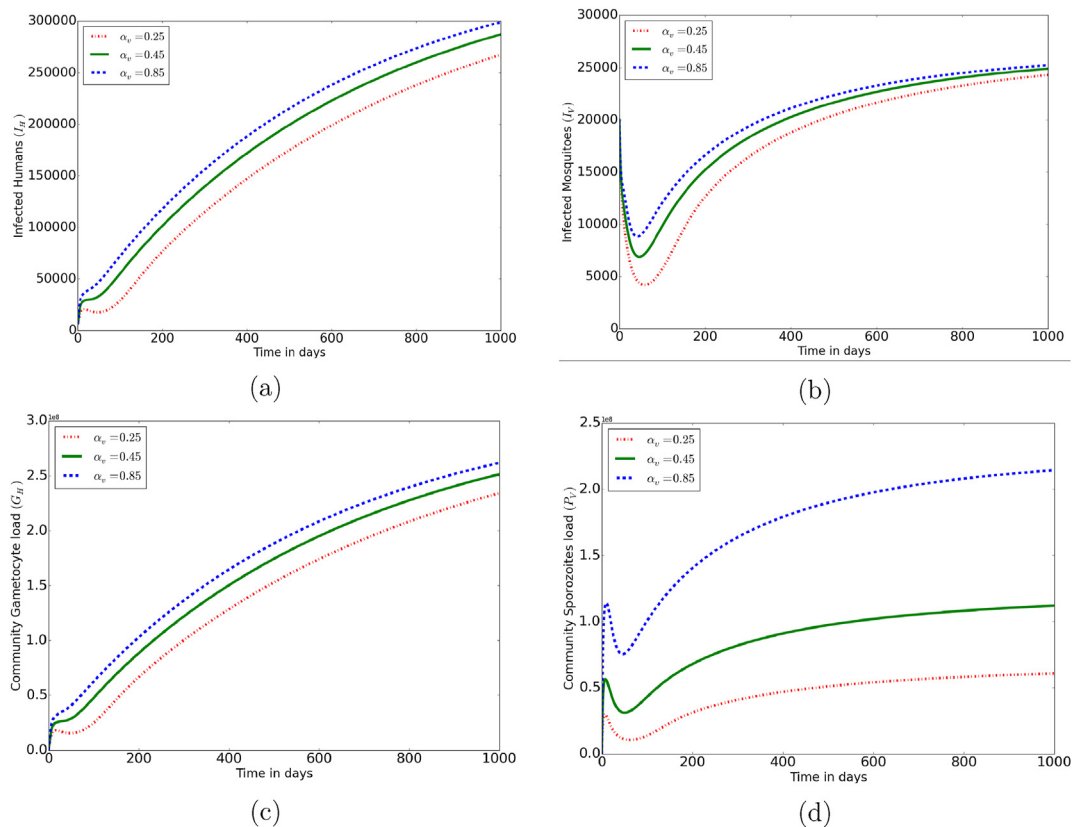 300000
250000
200000
150000
100000
50000
0
Infected Humans (I_H)
α_v = 0.25
α_v = 0.45
α_v = 0.85
0 200 400 600 800 1000
Time in days
(a)
30000
25000
20000
15000
10000
5000
0
Infected Mosquitoes (I_V)
α_v = 0.25
α_v = 0.45
α_v = 0.85
0 200 400 600 800 1000
Time in days
(b)
1e8
3.0
2.5
2.0
1.5
1.0
0.5
0.0
Community Gametocyte load (G_H)
α_v = 0.25
α_v = 0.45
α_v = 0.85
0 200 400 600 800 1000
Time in days
(c)
1e8
2.5
2.0
1.5
1.0
0.5
0.0
Community Sporozoites load (P_V)
α_v = 0.25
α_v = 0.45
α_v = 0.85
0 200 400 600 800 1000
Time in days
(d)